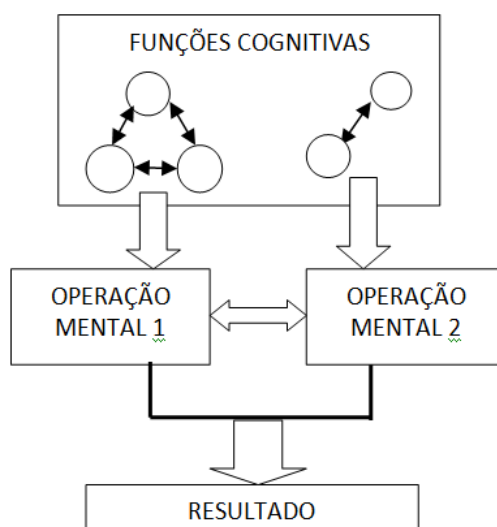 FUNÇÕES COGNITIVAS
OPERAÇÃO
MENTAL 1
OPERAÇÃO
MENTAL 2
RESULTADO